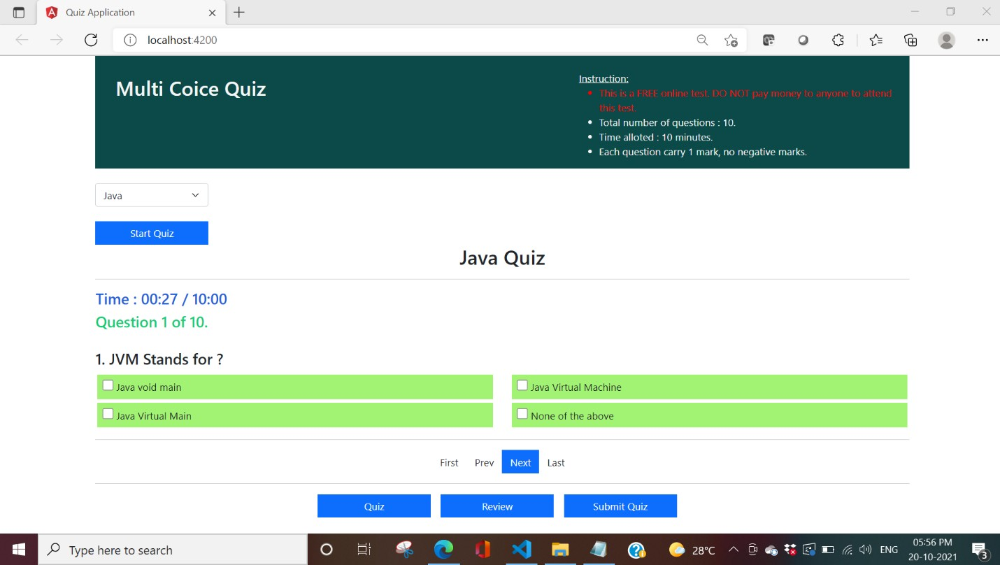 Quiz Application
localhost:4200
Multi Coice Quiz
Instruction:
This is a FREE online test. DO NOT pay money to anyone to attend
this test.
Total number of questions : 10.
Time alloted : 10 minutes.
Each question carry 1 mark, no negative marks.
Java
Start Quiz
Java Quiz
Time : 00:27 / 10:00
Question 1 of 10.
1. JVM Stands for ?
Java void main
Java Virtual Machine
Java Virtual Main
None of the above
First Prev Next Last
Quiz Review Submit Quiz
Type here to search
28°C
ENG
05:56 PM
20-10-2021
3